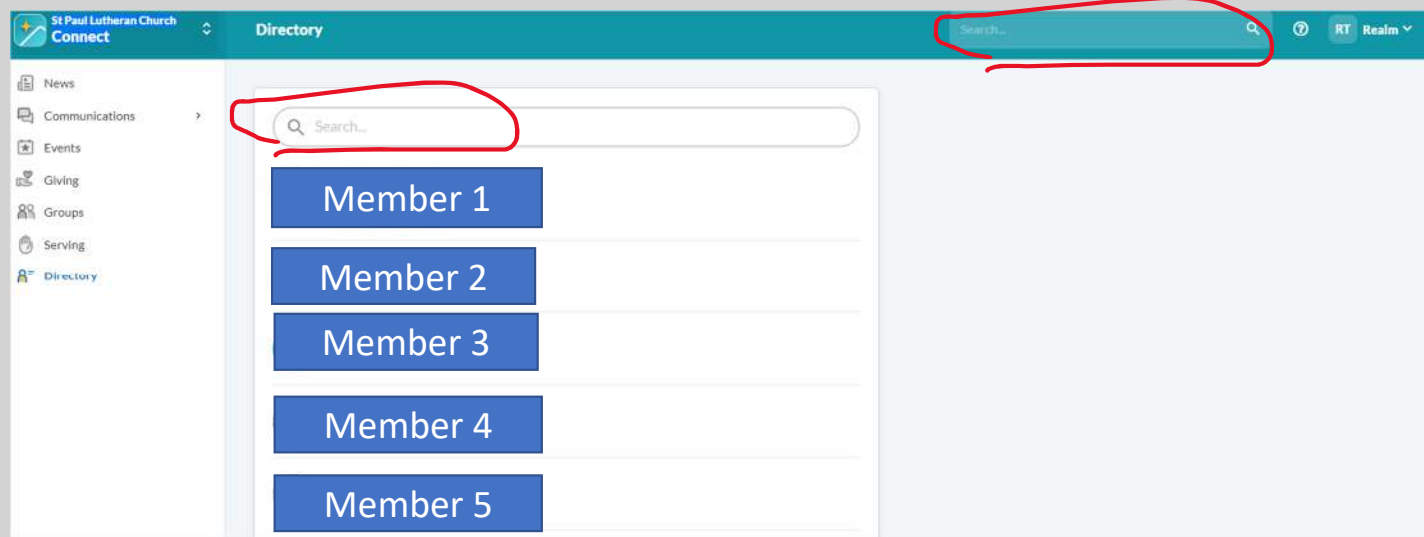 St Paul Lutheran Church
Connect
Directory
Search...
RT Realm
News
Communications
Events
Giving
Groups
Serving
Directory
Search...
Member 1
Member 2
Member 3
Member 4
Member 5